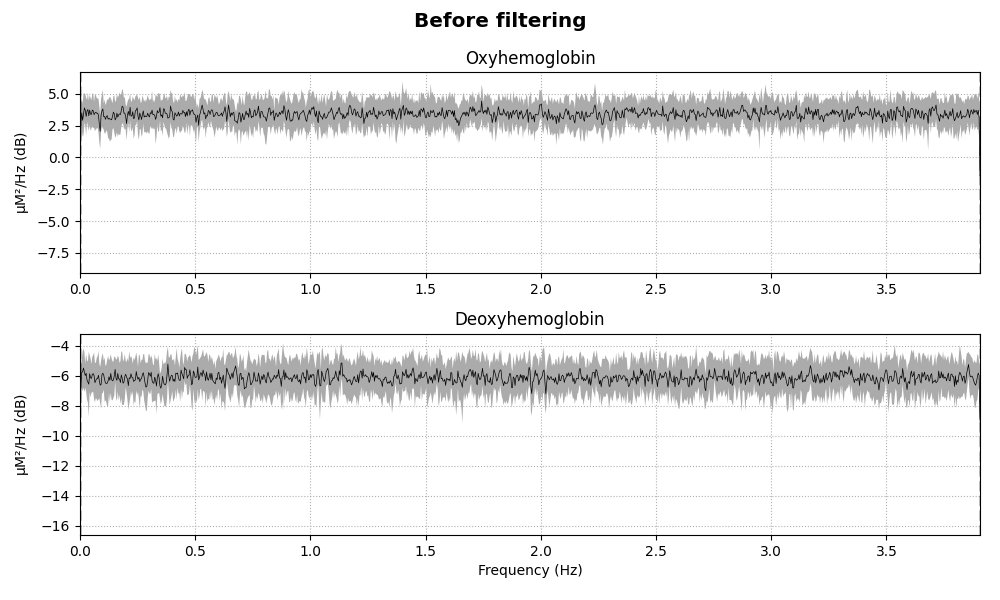 Before filtering
Oxyhemoglobin
5.0
2.5
0.0
−2.5
−5.0
−7.5
µM²/Hz (dB)
0.0 0.5 1.0 1.5 2.0 2.5 3.0 3.5
Deoxyhemoglobin
−4
−6
−8
−10
−12
−14
−16
µM²/Hz (dB)
0.0 0.5 1.0 1.5 2.0 2.5 3.0 3.5
Frequency (Hz)